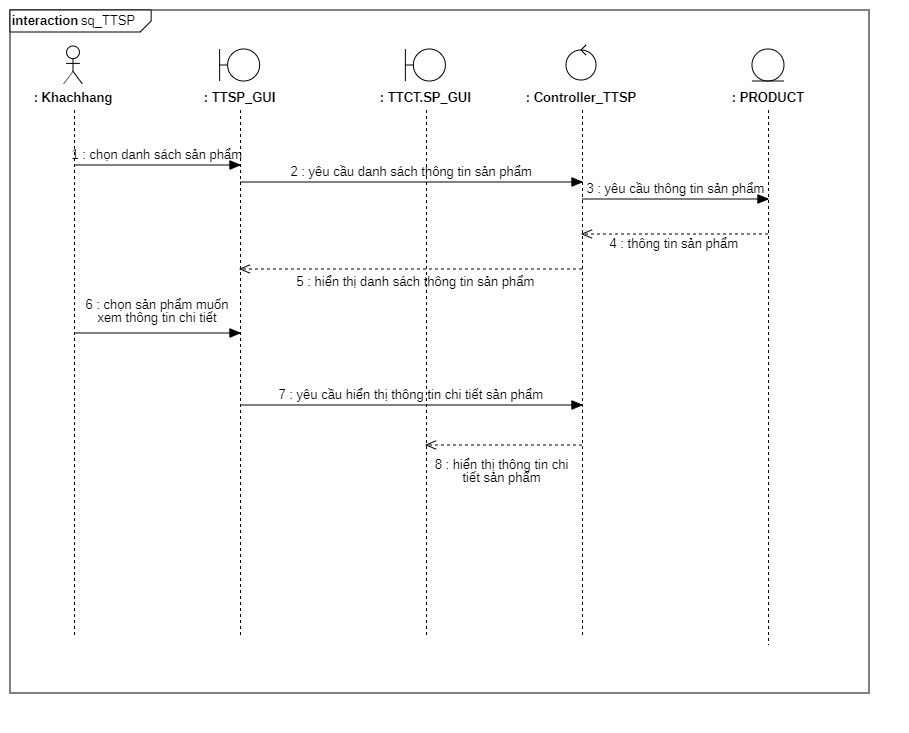 interaction sq_TTSP
: Khachhang
: TTSP_GUI
: TTCT.SP_GUI
: Controller_TTSP
: PRODUCT
1 : chọn danh sách sản phẩm
2 : yêu cầu danh sách thông tin sản phẩm
3 : yêu cầu thông tin sản phẩm
4 : thông tin sản phẩm
5 : hiển thị danh sách thông tin sản phẩm
6 : chọn sản phẩm muốn
xem thông tin chi tiết
7 : yêu cầu hiển thị thông tin chi tiết sản phẩm
8 : hiển thị thông tin chi
tiết sản phẩm